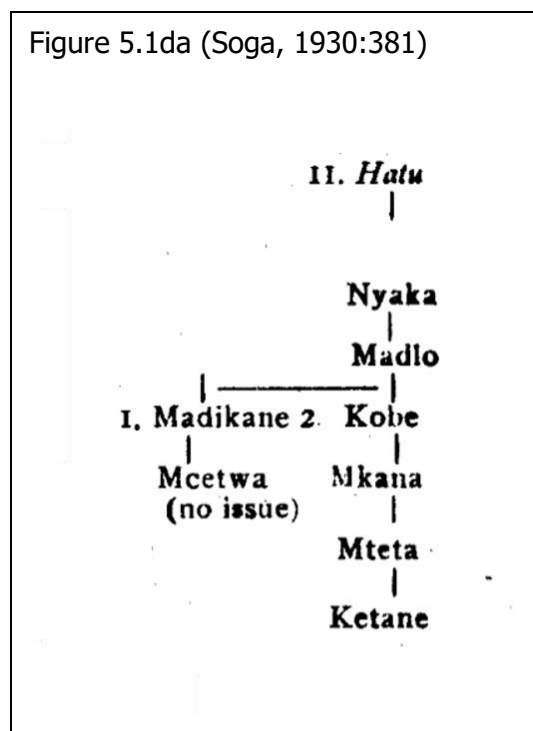 Figure 5.1da (Soga, 1930:381)
II. Hatu
Nyaka
Madlo
I. Madikane 2. Kobe
Mcetwa Mkana
(no issue)
Mteta
Ketane